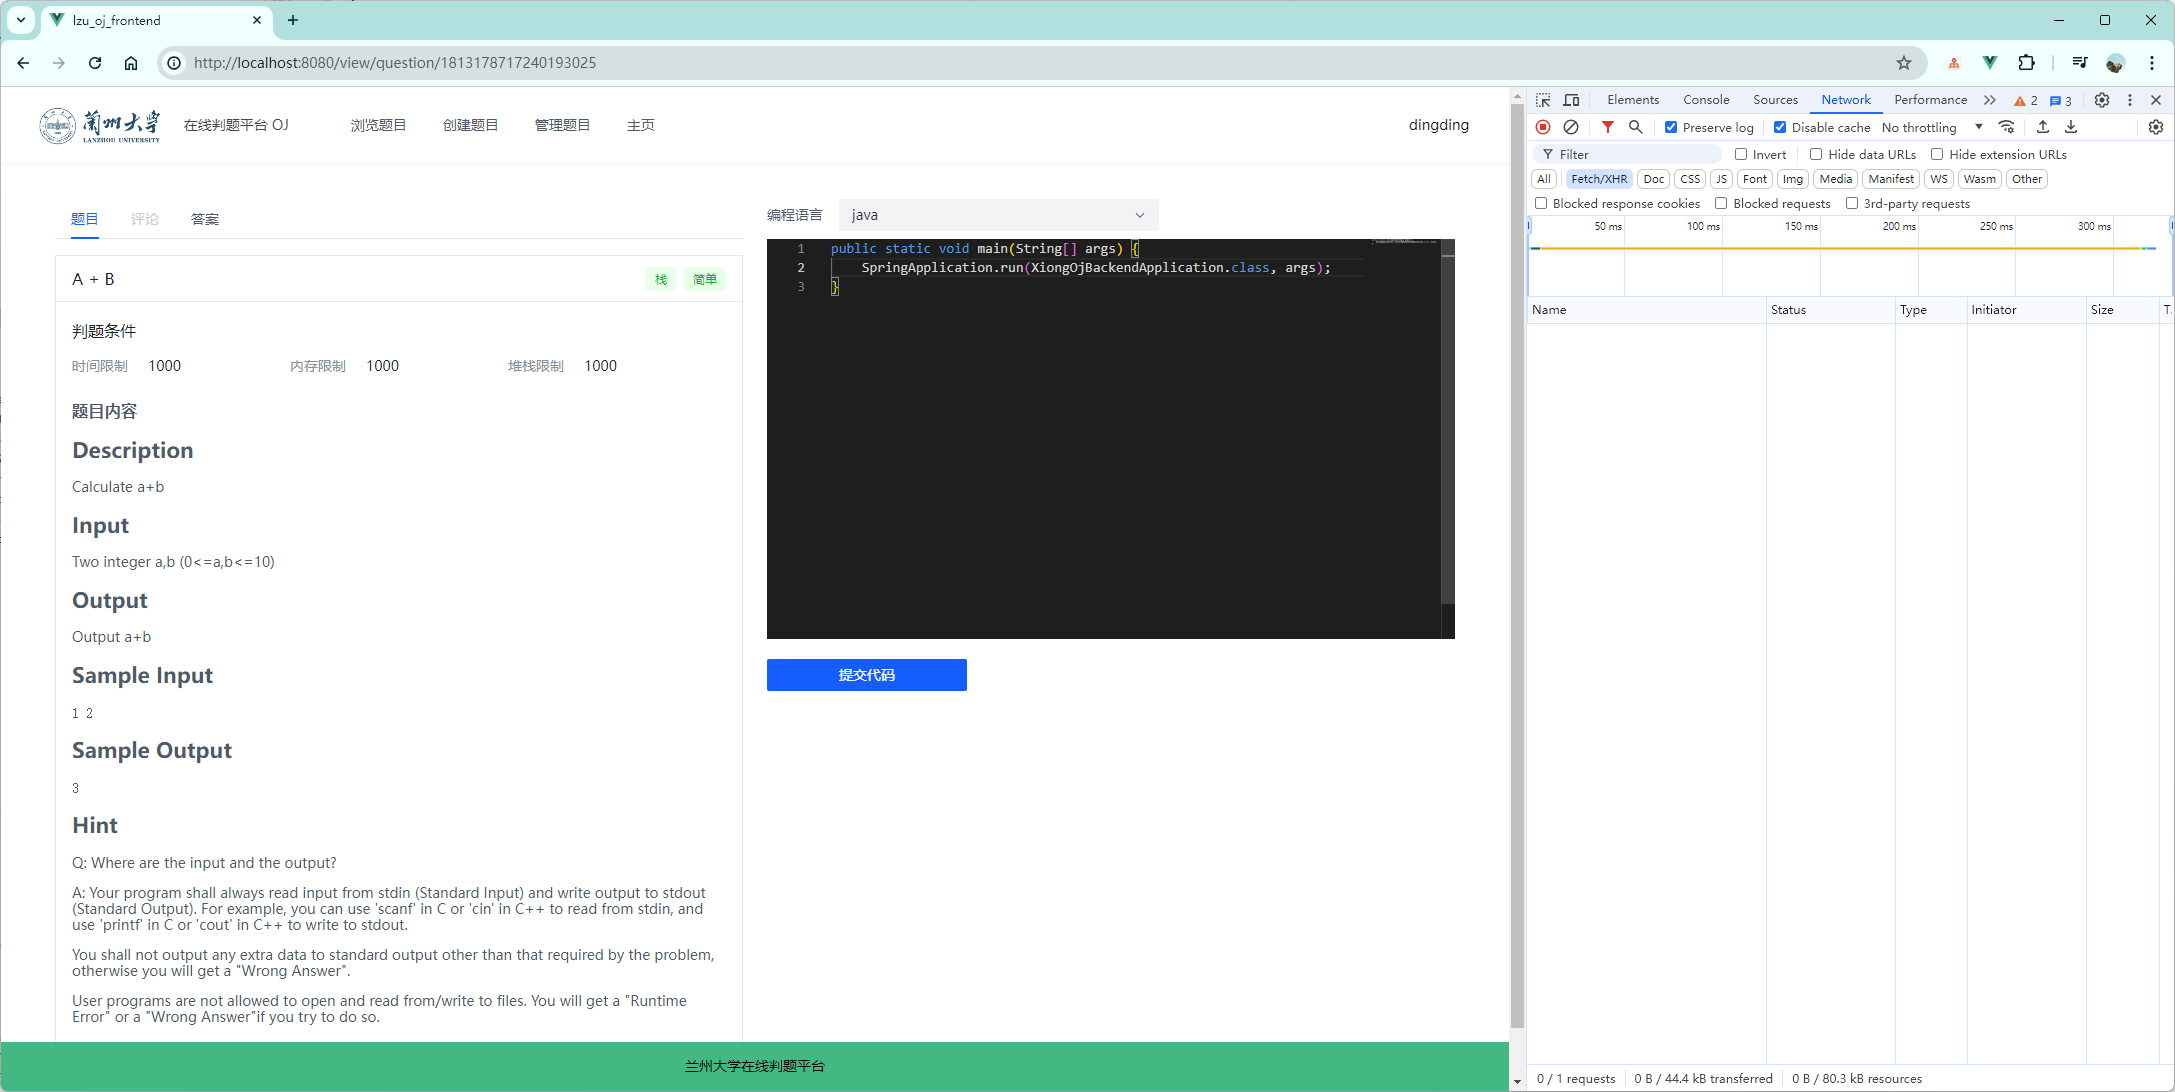 lzu_oj_frontend
http://localhost:8080/view/question/1813178717240193025
兰州大学
LANZHOU UNIVERSITY
在线判题平台 OJ
浏览题目
创建题目
管理题目
主页
dingding
题目
评论
答案
A + B
栈
简单
判题条件
时间限制 1000
内存限制 1000
堆栈限制 1000
题目内容
Description
Calculate a+b
Input
Two integer a,b (0<=a,b<=10)
Output
Output a+b
Sample Input
1 2
Sample Output
3
Hint
Q: Where are the input and the output?
A: Your program shall always read input from stdin (Standard Input) and write output to stdout
(Standard Output). For example, you can use 'scanf' in C or 'cin' in C++ to read from stdin, and
use 'printf' in C or 'cout' in C++ to write to stdout.
You shall not output any extra data to standard output other than that required by the problem,
otherwise you will get a "Wrong Answer".
User programs are not allowed to open and read from/write to files. You will get a "Runtime
Error" or a "Wrong Answer"if you try to do so.
编程语言
java
1 public static void main(String[] args) {
2 SpringApplication.run(XiongOjBackendApplication.class, args);
3 }
提交代码
兰州大学在线判题平台
Elements
Console
Sources
Network
Performance
2
3
Preserve log
Disable cache
No throttling
Filter
Invert
Hide data URLs
Hide extension URLs
All
Fetch/XHR
Doc
CSS
JS
Font
Img
Media
Manifest
WS
Wasm
Other
Blocked response cookies
Blocked requests
3rd-party requests
50 ms
100 ms
150 ms
200 ms
250 ms
300 ms
Name
Status
Type
Initiator
Size
T.
0 / 1 requests
0 B / 44.4 kB transferred
0 B / 80.3 kB resources